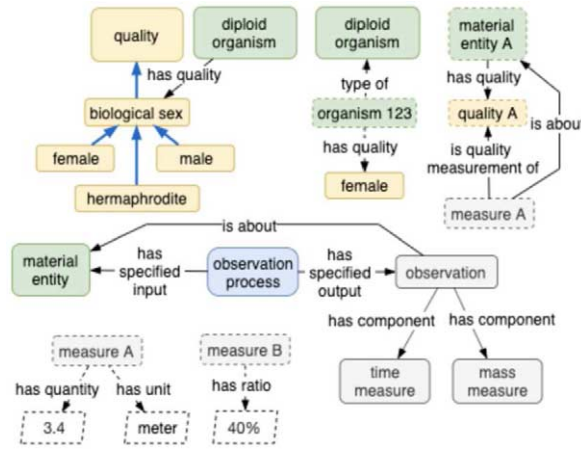 quality
diploid
organism
has quality
biological sex
female
male
hermaphrodite
diploid
organism
type of
organism 123
has quality
female
material
entity A
has quality
quality A
is about
is quality
measurement of
measure A
is about
material
entity
has
specified
input
observation
process
has
specified
output
observation
has component
has component
time
measure
mass
measure
measure A
has quantity
has unit
3.4
meter
measure B
has ratio
40%